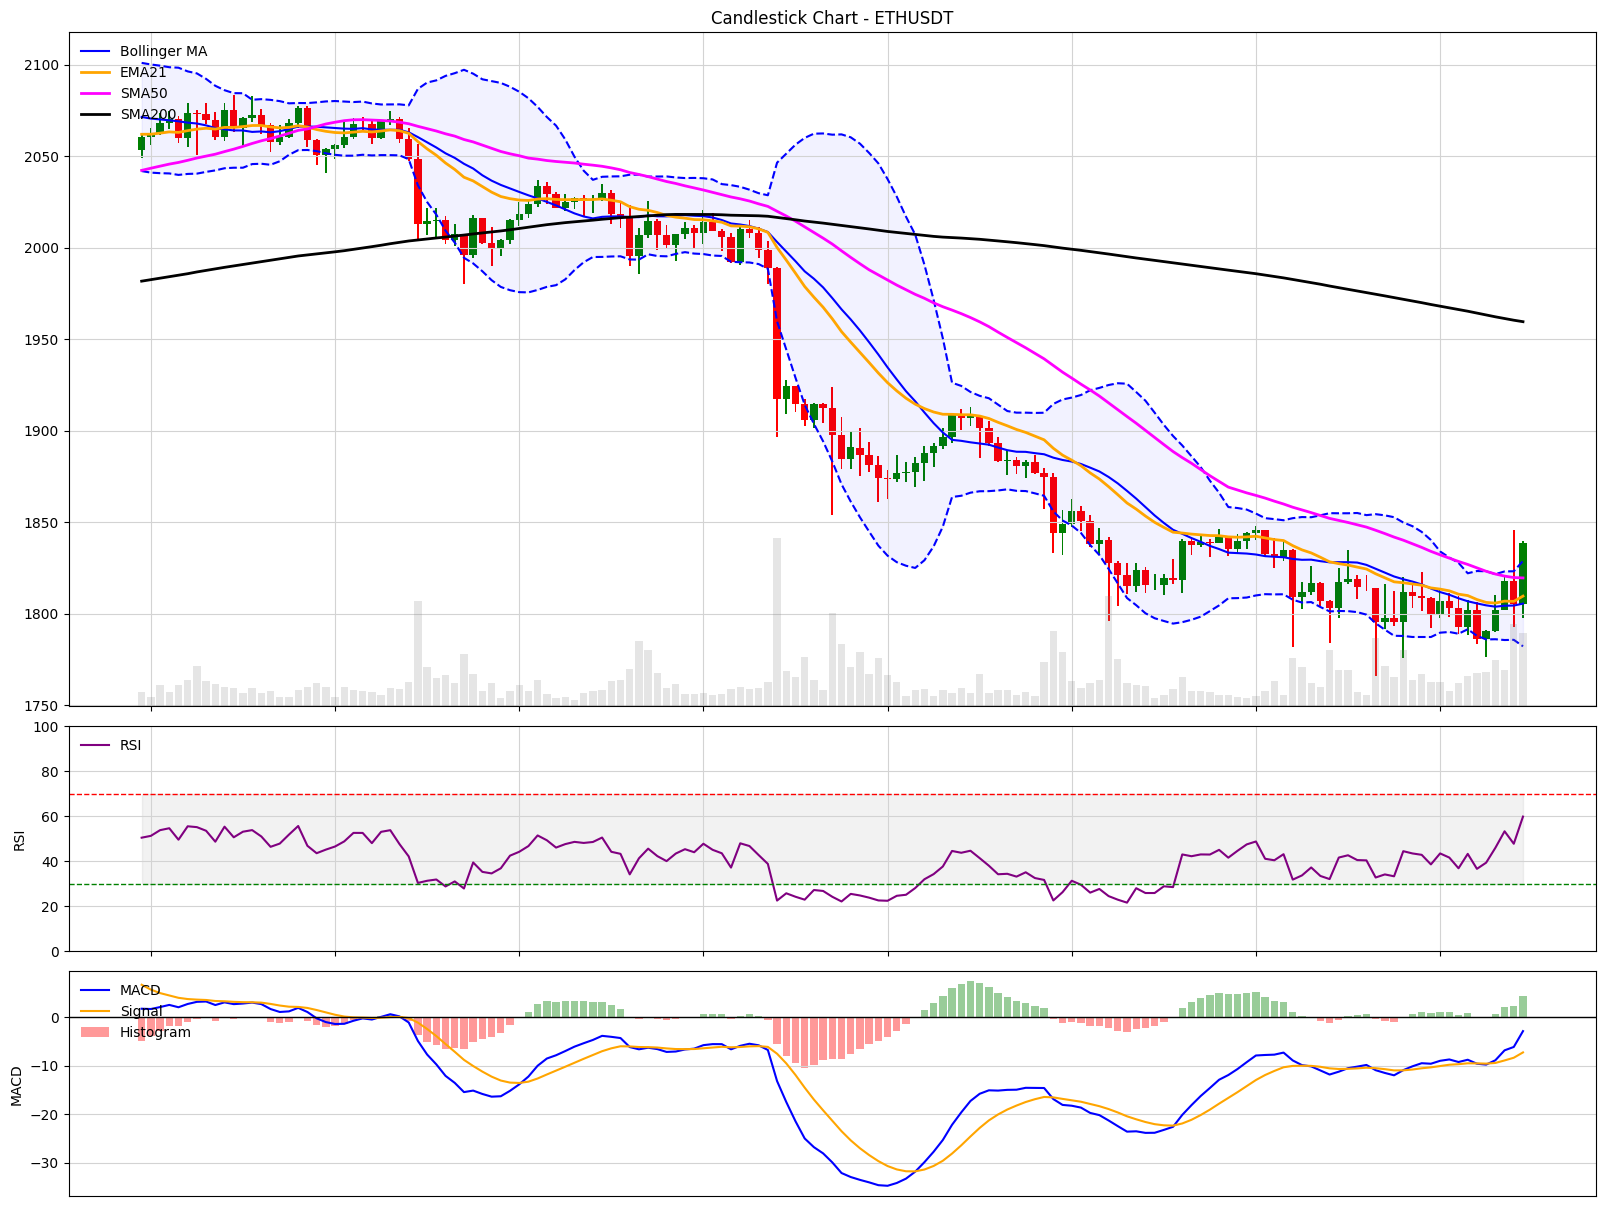 Candlestick Chart - ETHUSDT
Bollinger MA
EMA21
SMA50
SMA200
2100
2050
2000
1950
1900
1850
1800
1750
RSI
RSI
100
80
60
40
20
0
MACD
Signal
Histogram
MACD
0
−10
−20
−30